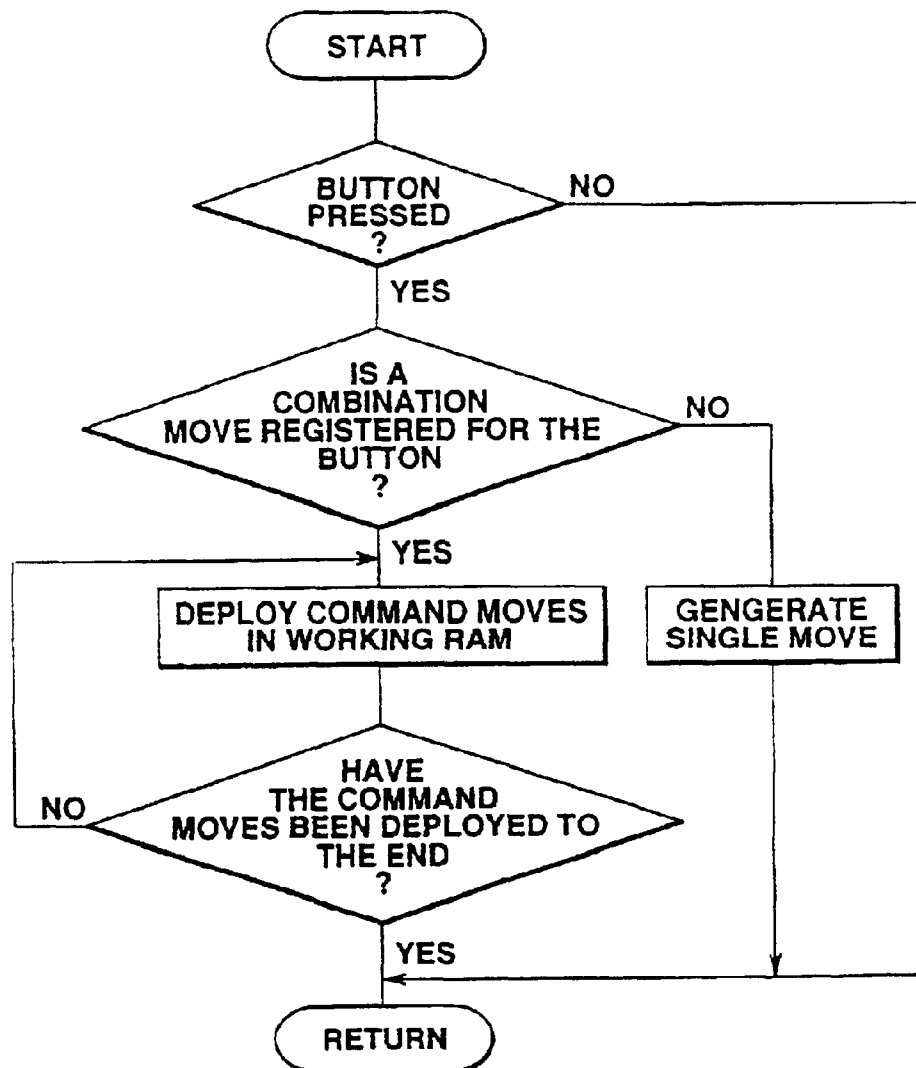 START
BUTTON
PRESSED
?
NO
YES
IS A
COMBINATION
MOVE REGISTERED FOR THE
BUTTON
?
NO
YES
DEPLOY COMMAND MOVES
IN WORKING RAM
GENGERATE
SINGLE MOVE
HAVE
THE COMMAND
MOVES BEEN DEPLOYED TO
THE END
?
NO
YES
RETURN